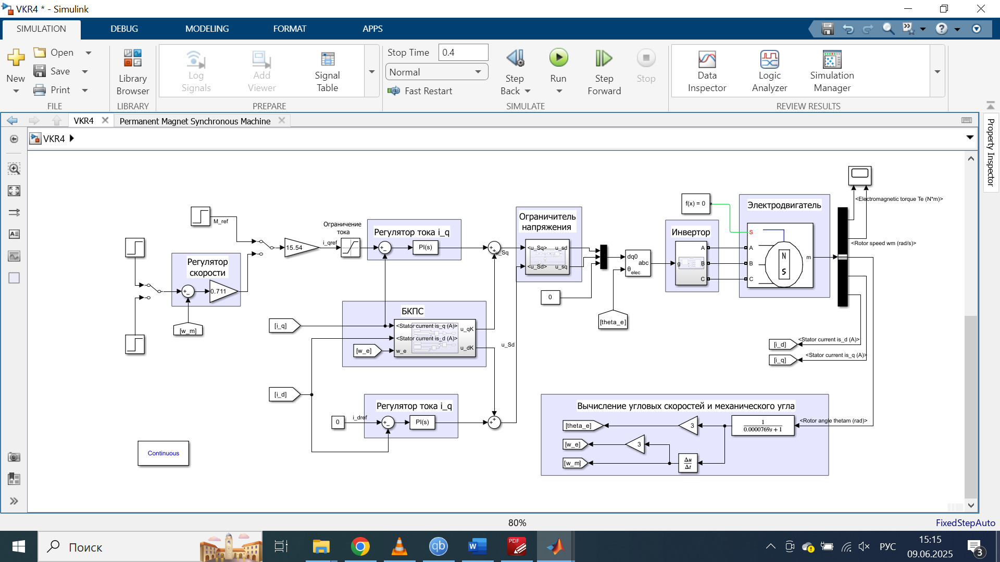 VKR4 * - Simulink
SIMULATION
DEBUG
MODELING
FORMAT
APPS
New
Open
Save
Print
FILE
Library
Browser
LIBRARY
Log
Signals
Add
Viewer
Signal
Table
PREPARE
Stop Time
0.4
Normal
Fast Restart
Step
Back
Run
Step
Forward
Stop
SIMULATE
Data
Inspector
Logic
Analyzer
Simulation
Manager
REVIEW RESULTS
VKR4
Permanent Magnet Synchronous Machine
VKR4
Property Inspector
M_ref
Регулятор
скорости
0.711
[w_m]
15.54
i_qref
Ограничение
тока
Регулятор тока i_q
PI(s)
u_Sq
Ограничитель
напряжения
<u_Sq>
u_sd
<u_Sd>
u_sq
0
dq0
θelec
abc
[theta_e]
Инвертор
g
A
B
C
f(x) = 0
Электродвигатель
S
A
B
C
N
S
m
<Electromagnetic torque Te (N*m)>
<Rotor speed wm (rad/s)>
[i_q]
БКПС
<Stator current is_q (A)>
<Stator current is_d (A)>
w_e
u_qK
u_dK
[w_e]
u_Sd
[i_d]
<Stator current is_d (A)>
[i_q]
<Stator current is_q (A)>
[i_d]
Регулятор тока i_q
0
i_dref
PI(s)
Continuous
Вычисление угловых скоростей и механического угла
[theta_e]
3
1
0.0000769s + 1
<Rotor angle thetam (rad)>
[w_e]
3
[w_m]
Δu
Δt
80%
FixedStepAuto
Поиск
PDF
РУС
15:15
09.06.2025
3